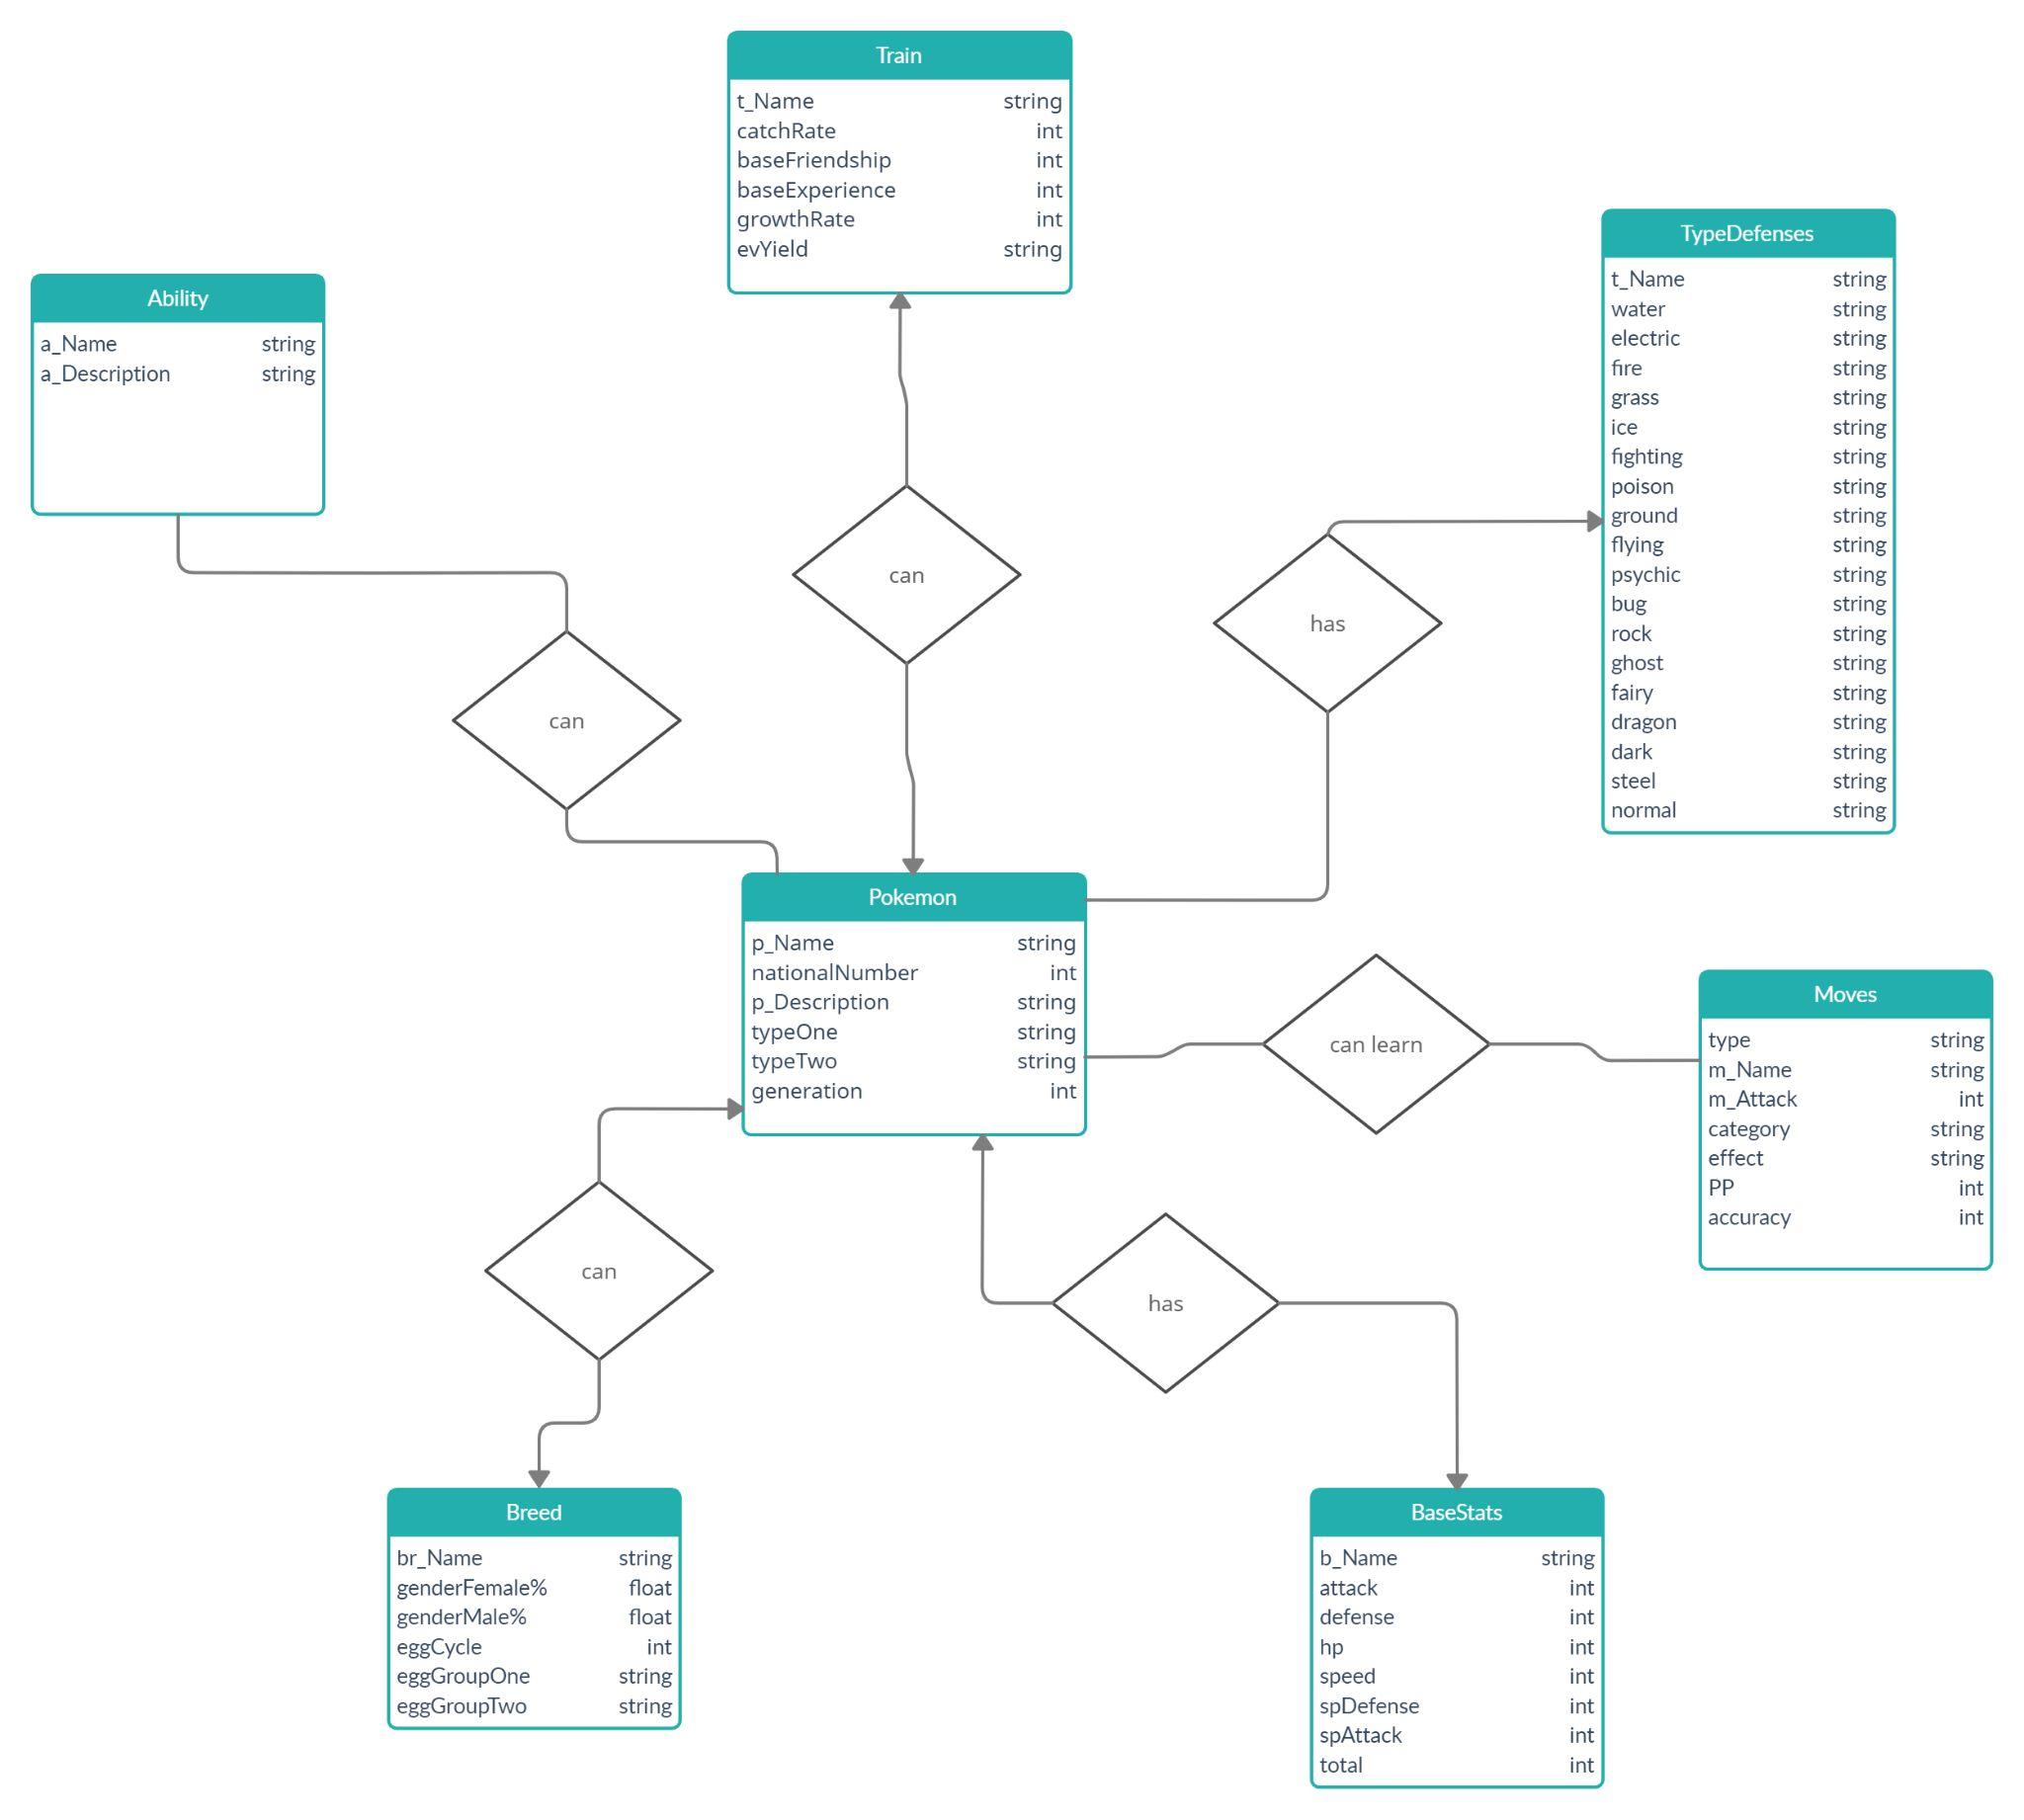 Train
t_Name string
catchRate int
baseFriendship int
baseExperience int
growthRate int
evYield string
TypeDefenses
t_Name string
water string
electric string
fire string
grass string
ice string
fighting string
poison string
ground string
flying string
psychic string
bug string
rock string
ghost string
fairy string
dragon string
dark string
steel string
normal string
Ability
a_Name string
a_Description string
can
can
has
Pokemon
p_Name string
nationalNumber int
p_Description string
typeOne string
typeTwo string
generation int
can learn
Moves
type string
m_Name string
m_Attack int
category string
effect string
PP int
accuracy int
can
has
Breed
br_Name string
genderFemale% float
genderMale% float
eggCycle int
eggGroupOne string
eggGroupTwo string
BaseStats
b_Name string
attack int
defense int
hp int
speed int
spDefense int
spAttack int
total int